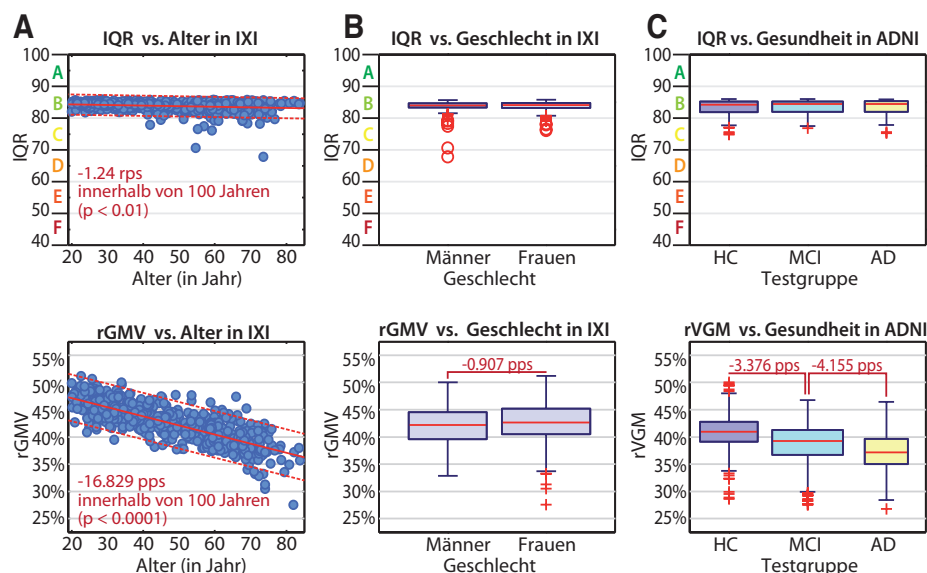 A
IQR vs. Alter in IXI
IQR
100
90
80
70
60
50
40
A
B
C
D
E
F
-1.24 rps
innerhalb von 100 Jahren
(p < 0.01)
20 30 40 50 60 70 80
Alter (in Jahr)
B
IQR vs. Geschlecht in IXI
IQR
100
90
80
70
60
50
40
A
B
C
D
E
F
Männer Frauen
Geschlecht
C
IQR vs. Gesundheit in ADNI
IQR
100
90
80
70
60
50
40
A
B
C
D
E
F
HC MCI AD
Testgruppe
rGMV vs. Alter in IXI
rGMV
55%
50%
45%
40%
35%
30%
25%
-16.829 pps
innerhalb von 100 Jahren
(p < 0.0001)
20 30 40 50 60 70 80
Alter (in Jahr)
rGMV vs. Geschlecht in IXI
rGMV
55%
50%
45%
40%
35%
30%
25%
-0.907 pps
Männer Frauen
Geschlecht
rVGM vs. Gesundheit in ADNI
rVGM
55%
50%
45%
40%
35%
30%
25%
-3.376 pps -4.155 pps
HC MCI AD
Testgruppe